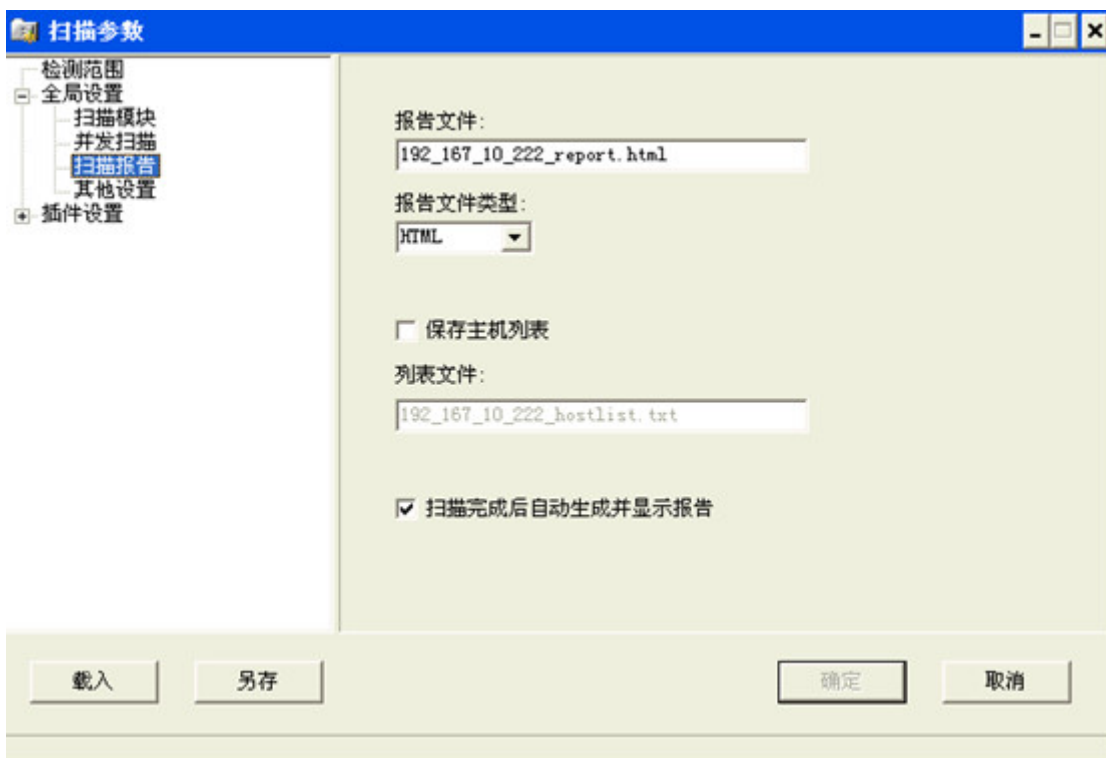 扫描参数
检测范围
全局设置
扫描模块
并发扫描
扫描报告
其他设置
插件设置
报告文件:
192_167_10_222_report.html
报告文件类型:
HTML
保存主机列表
列表文件:
192_167_10_222_hostlist.txt
扫描完成后自动生成并显示报告
载入
另存
确定
取消